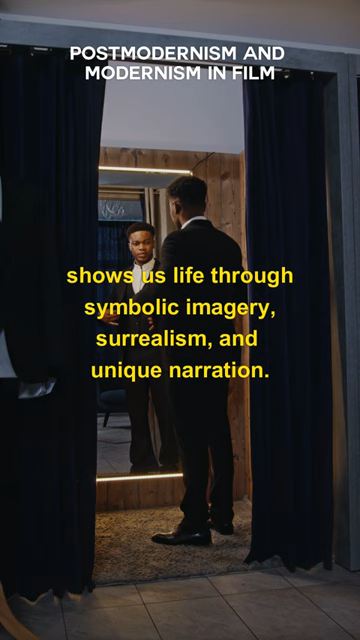 POSTMODERNISM AND
MODERNISM IN FILM
shows us life through
symbolic imagery,
surrealism, and
unique narration.